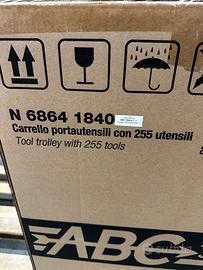 N 6864 1840
Carrello portautensili con 255 utensili
Tool trolley with 255 tools
ABC